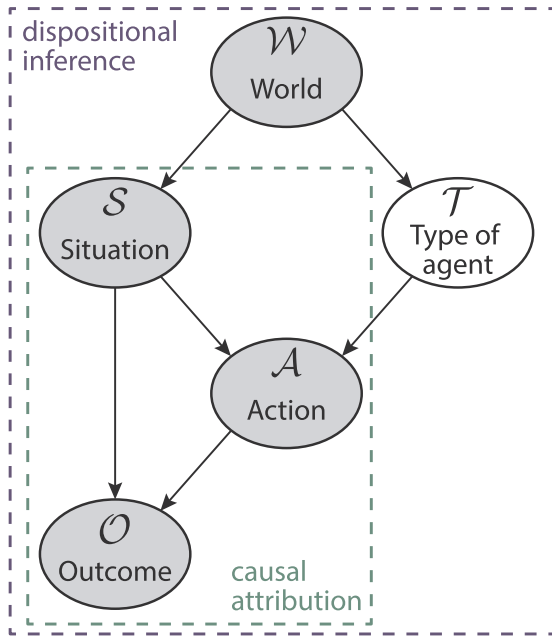 dispositional
inference
𝒲
World
𝒮
Situation
𝒯
Type of
agent
𝒜
Action
𝒪
Outcome
causal
attribution